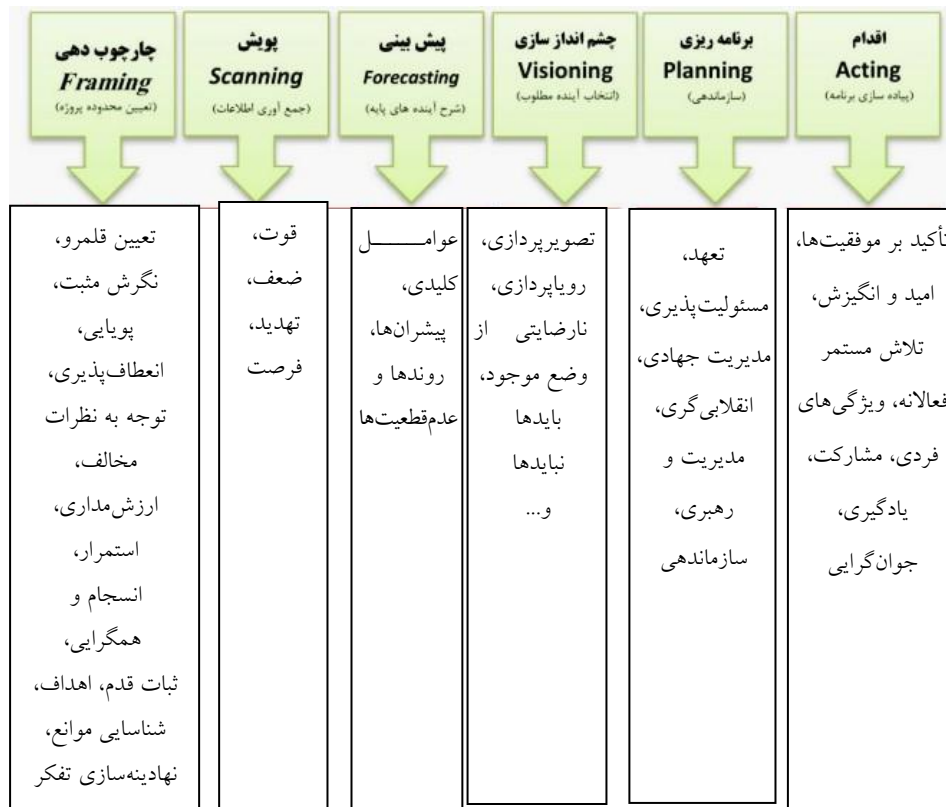 چارچوب دهی
Framing
(تعیین محدوده پروژه)
تعیین قلمرو،
نگرش مثبت،
پویایی،
انعطاف‌پذیری،
توجه به نظرات
مخالف،
ارزش‌مداری،
استمرار،
انسجام و
همگرایی،
ثبات قدم، اهداف،
شناسایی موانع،
نهادینه‌سازی تفکر
پویش
Scanning
(جمع آوری اطلاعات)
قوت،
ضعف،
تهدید،
فرصت
پیش بینی
Forecasting
(شرح آینده های پایه)
عوامــــــل
کلیدی،
پیشران‌ها،
روندها و
عدم‌قطعیت‌ها
چشم انداز سازی
Visioning
(انتخاب آینده مطلوب)
تصویرپردازی،
رویاپردازی،
نارضایتی از
وضع موجود،
بایدها
نبایدها
و...
برنامه ریزی
Planning
(سازماندهی)
تعهد،
مسئولیت‌پذیری،
مدیریت جهادی،
انقلابی‌گری،
مدیریت و
رهبری،
سازماندهی
اقدام
Acting
(پیاده سازی برنامه)
تأکید بر موفقیت‌ها،
امید و انگیزش،
تلاش مستمر
فعالانه، ویژگی‌های
فردی، مشارکت،
یادگیری،
جوان‌گرایی